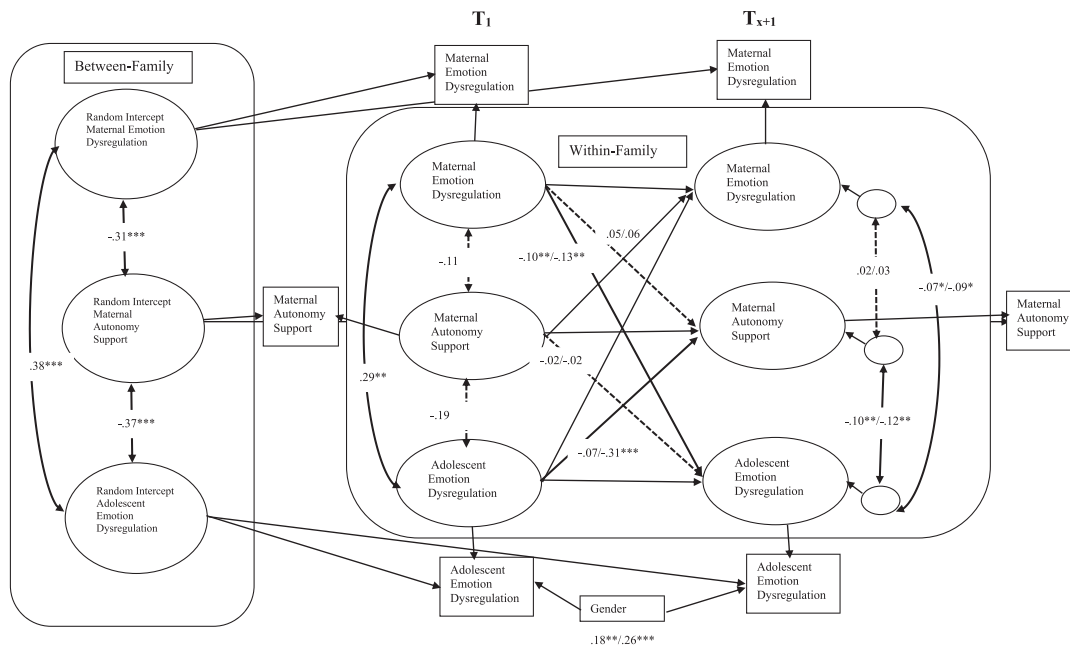 T1
Tx+1
Between-Family
Maternal
Emotion
Dysregulation
Maternal
Emotion
Dysregulation
Random Intercept
Maternal Emotion
Dysregulation
Within-Family
Maternal
Emotion
Dysregulation
Maternal
Emotion
Dysregulation
-.31***
-.11
.05/.06
-.10**/-.13**
.02/.03
-.07*/-.09*
Random Intercept
Maternal
Autonomy
Support
Maternal
Autonomy
Support
Maternal
Autonomy
Support
Maternal
Autonomy
Support
Maternal
Autonomy
Support
.38***
.29**
-.02/-.02
-.37***
-.19
-.07/-.31***
-.10**/-.12**
Random Intercept
Adolescent
Emotion
Dysregulation
Adolescent
Emotion
Dysregulation
Adolescent
Emotion
Dysregulation
Adolescent
Emotion
Dysregulation
Gender
Adolescent
Emotion
Dysregulation
.18**/.26***